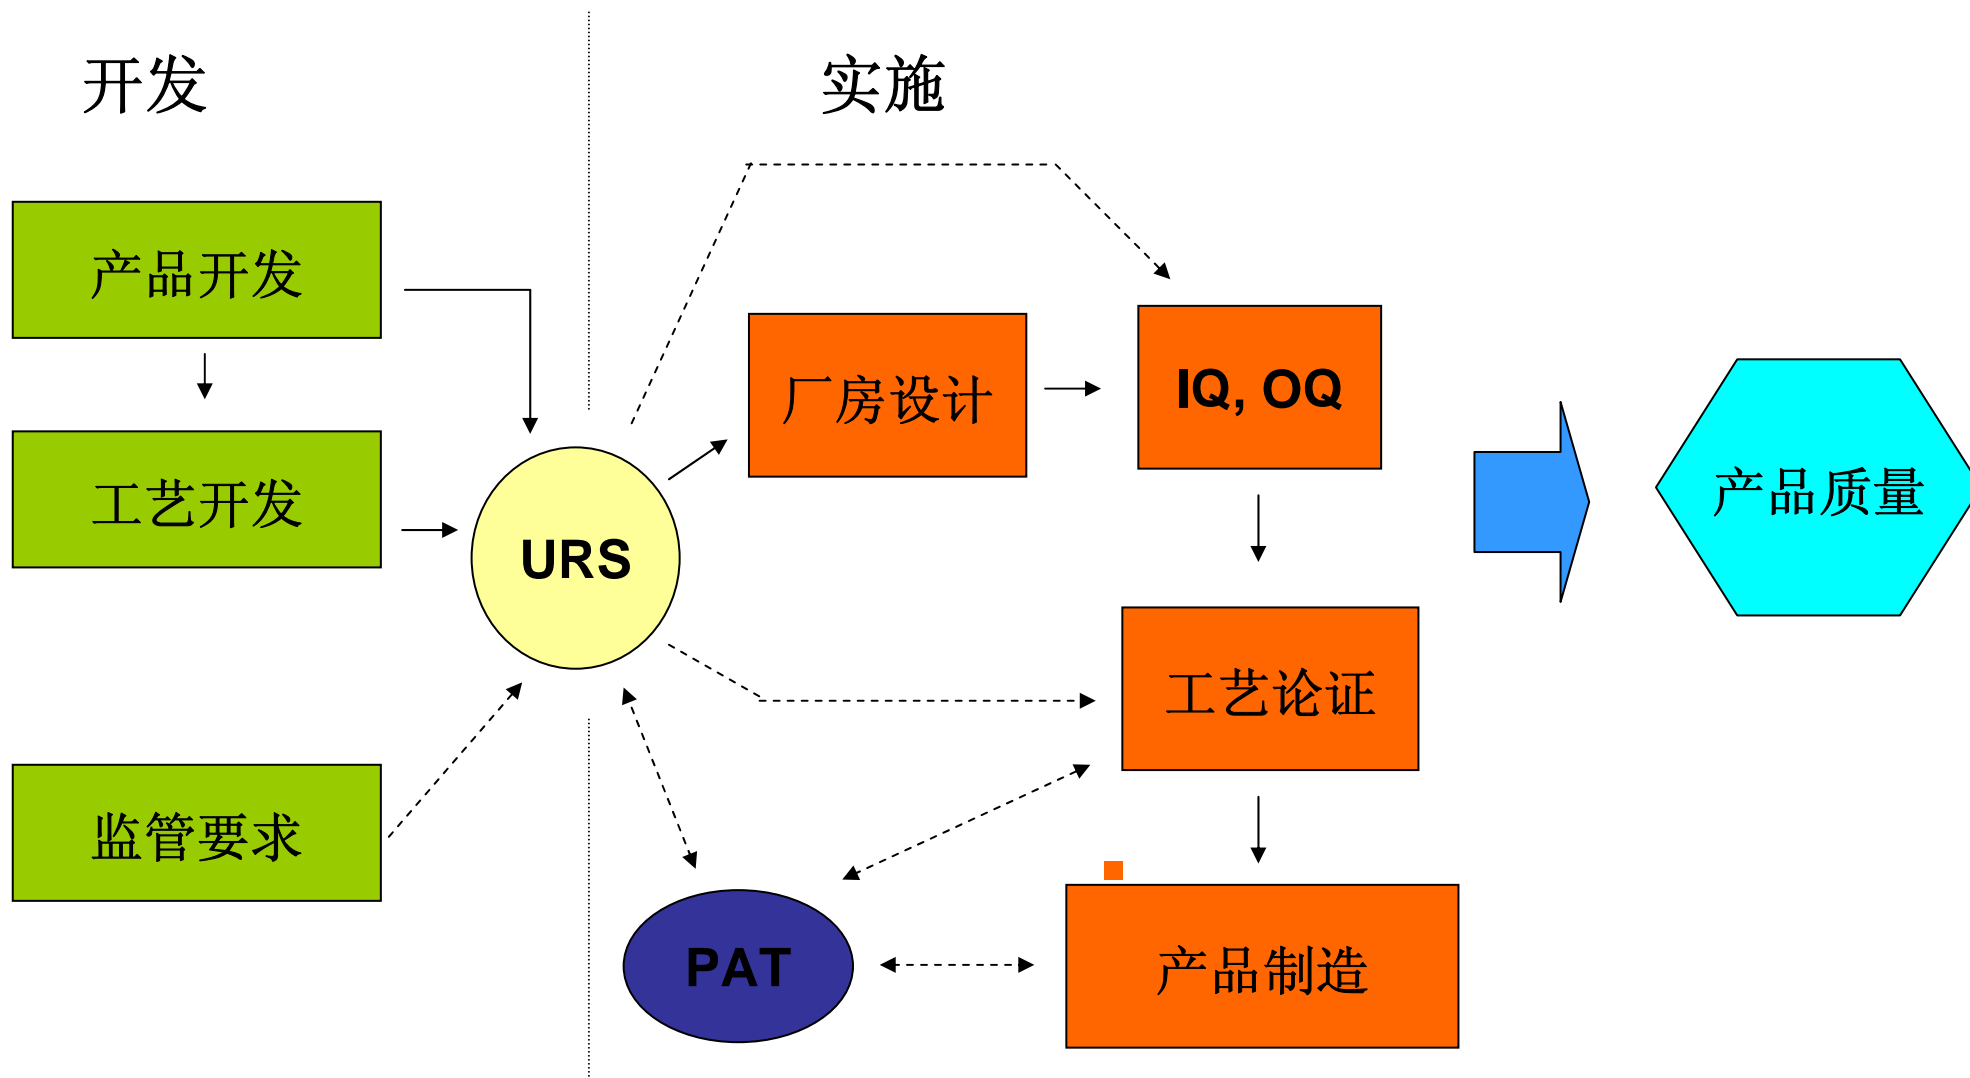 开发
实施
产品开发
工艺开发
监管要求
URS
PAT
厂房设计
IQ, OQ
工艺论证
产品制造
产品质量